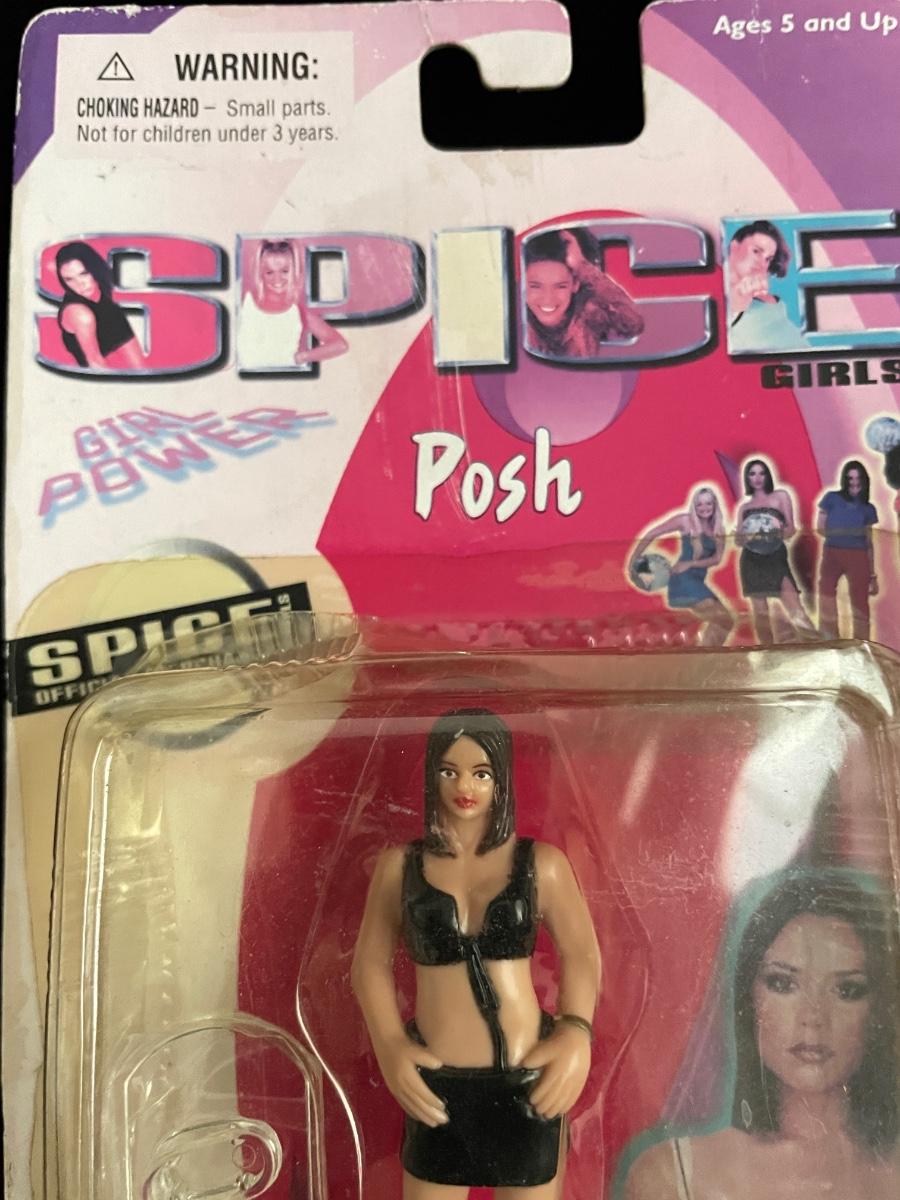 WARNING:
CHOKING HAZARD – Small parts.
Not for children under 3 years.
Ages 5 and Up
SPICE
GIRLS
GIRL
POWER
Posh
SPICE